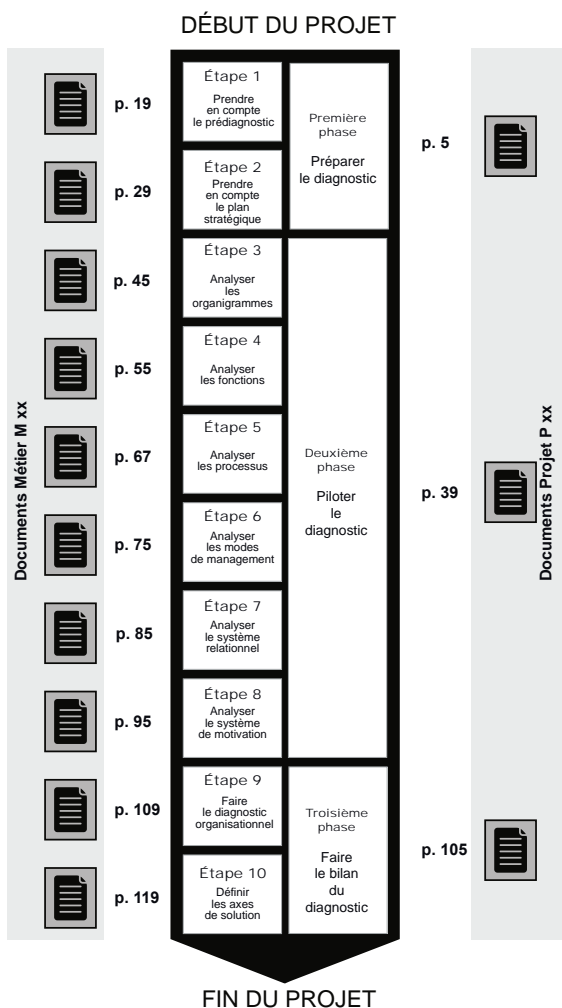 DÉBUT DU PROJET
Documents Métier M xx
p. 19
Étape 1
Prendre
en compte
le prédiagnostic
p. 29
Étape 2
Prendre
en compte
le plan
stratégique
Première
phase
Préparer
le diagnostic
p. 5
p. 45
Étape 3
Analyser
les
organigrammes
p. 55
Étape 4
Analyser
les fonctions
p. 67
Étape 5
Analyser
les processus
p. 75
Étape 6
Analyser
les modes
de management
p. 85
Étape 7
Analyser
le système
relationnel
p. 95
Étape 8
Analyser
le système
de motivation
Deuxième
phase
Piloter
le
diagnostic
p. 39
p. 109
Étape 9
Faire
le diagnostic
organisationnel
p. 119
Étape 10
Définir
les axes
de solution
Troisième
phase
Faire
le bilan
du
diagnostic
p. 105
Documents Projet P xx
FIN DU PROJET